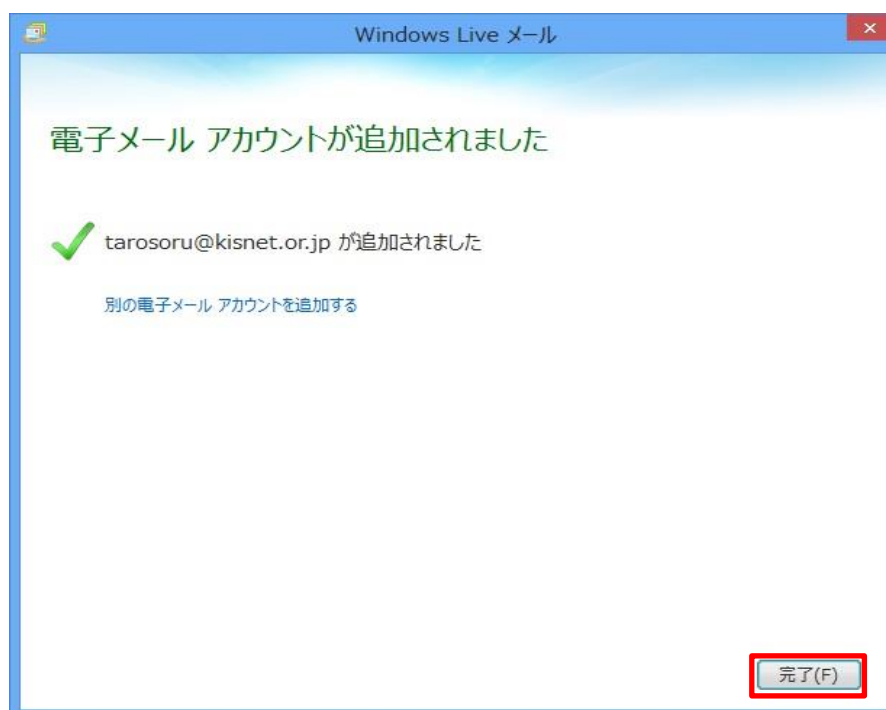 Windows Live メール
電子メール アカウントが追加されました
tarosoru@kisnet.or.jp が追加されました
別の電子メール アカウントを追加する
完了(F)